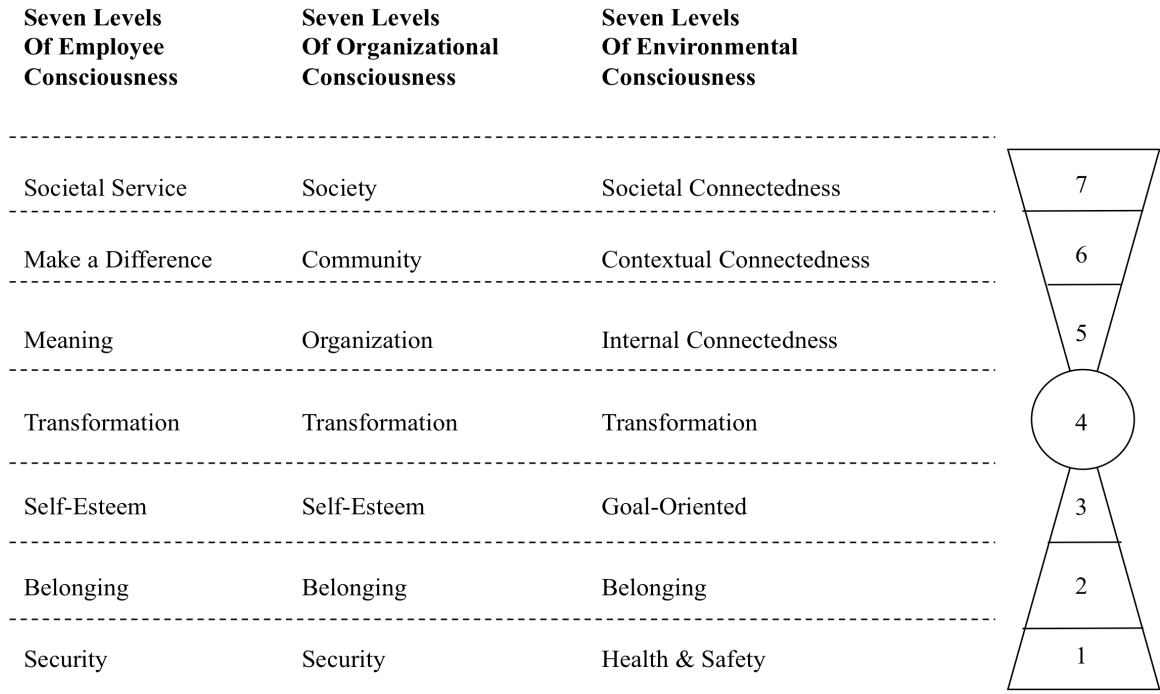 Seven Levels Of Employee Consciousness
Seven Levels Of Organizational Consciousness
Seven Levels Of Environmental Consciousness
Societal Service Society Societal Connectedness 7
Make a Difference Community Contextual Connectedness 6
Meaning Organization Internal Connectedness 5
Transformation Transformation Transformation 4
Self-Esteem Self-Esteem Goal-Oriented 3
Belonging Belonging Belonging 2
Security Security Health & Safety 1